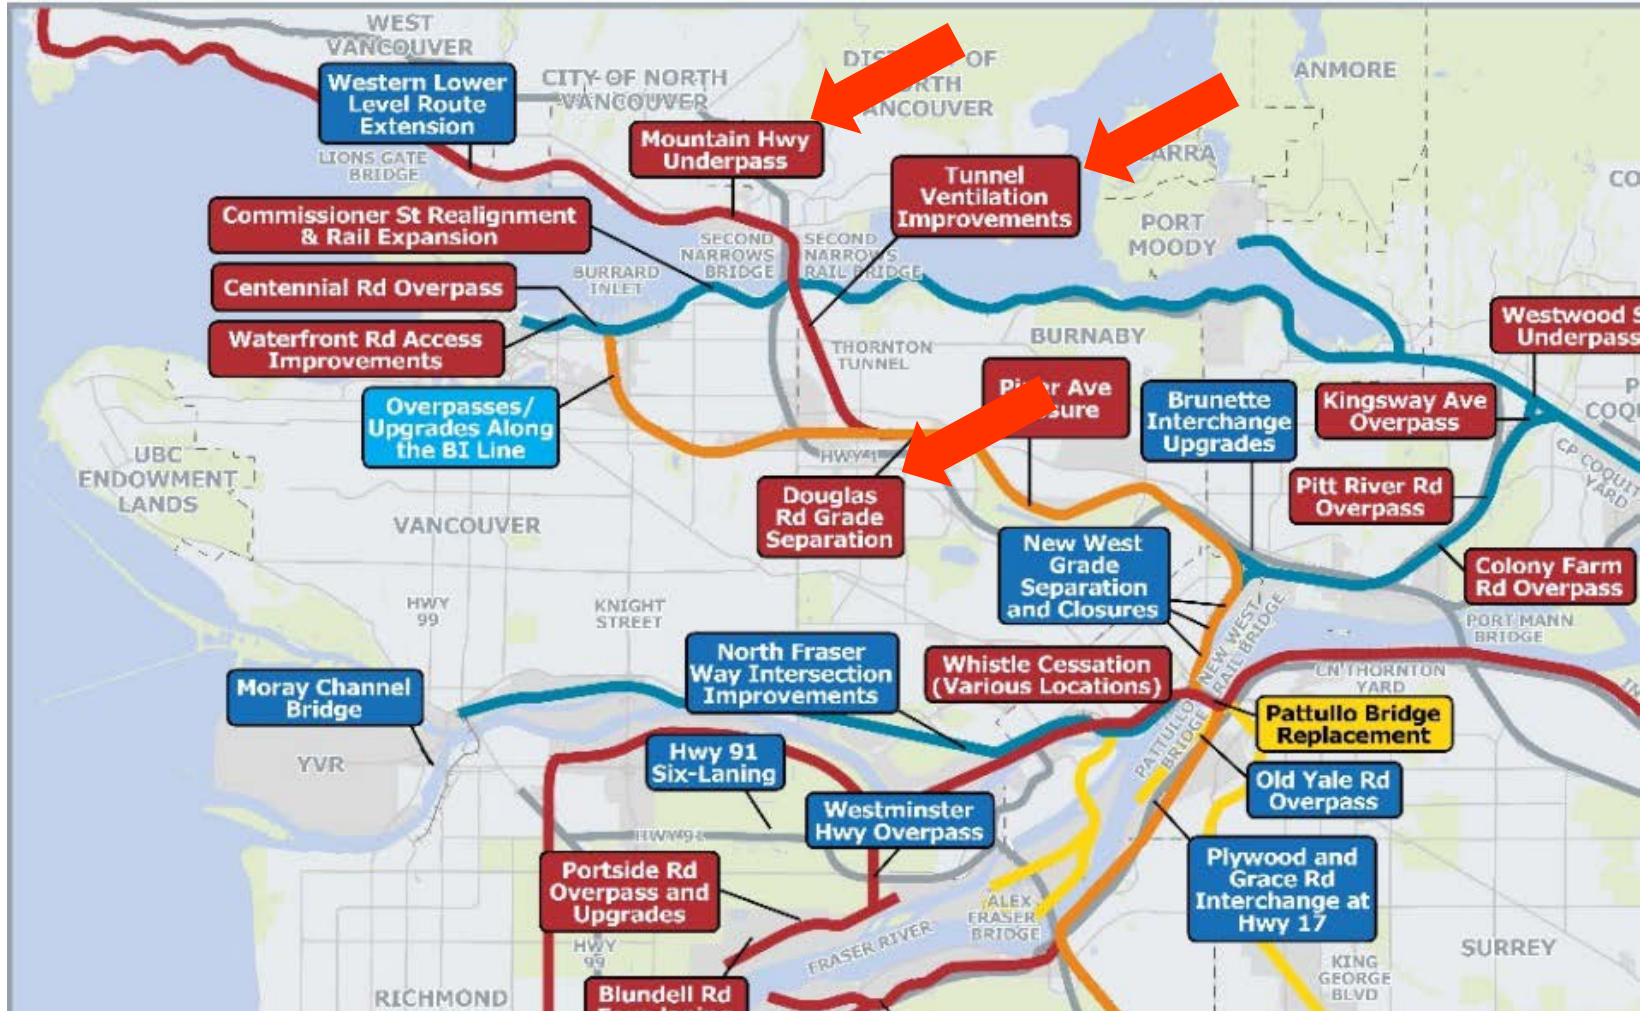 WEST
VANCOUVER
Western Lower
Level Route
Extension
CITY OF NORTH
VANCOUVER
ANMORE
Mountain Hwy
Underpass
LIONS GATE
BRIDGE
Tunnel
Ventilation
Improvements
Commissioner St Realignment
& Rail Expansion
SECOND
NARROWS
BRIDGE
SECOND
NARROWS
RAIL BRIDGE
PORT
MOODY
BURRARD
INLET
Centennial Rd Overpass
Waterfront Rd Access
Improvements
THORNTON
TUNNEL
BURNABY
Overpasses/
Upgrades Along
the BI Line
Brunette
Interchange
Upgrades
Kingsway Ave
Overpass
UBC
ENDOWMENT
LANDS
HWY 1
VANCOUVER
Douglas
Rd Grade
Separation
Pitt River Rd
Overpass
New West
Grade
Separation
and Closures
Colony Farm
Rd Overpass
HWY
99
KNIGHT
STREET
PORT MANN
BRIDGE
NEW WEST
RAIL BRIDGE
Moray Channel
Bridge
North Fraser
Way Intersection
Improvements
Whistle Cessation
(Various Locations)
CN THORNTON
YARD
Pattullo Bridge
Replacement
PATTULLO
BRIDGE
YVR
Hwy 91
Six-Laning
Old Yale Rd
Overpass
Westminster
Hwy Overpass
HWY 91
Portside Rd
Overpass and
Upgrades
Plywood and
Grace Rd
Interchange at
Hwy 17
ALEX
FRASER
BRIDGE
FRASER RIVER
HWY
99
SURREY
KING
GEORGE
BLVD
RICHMOND
Blundell Rd